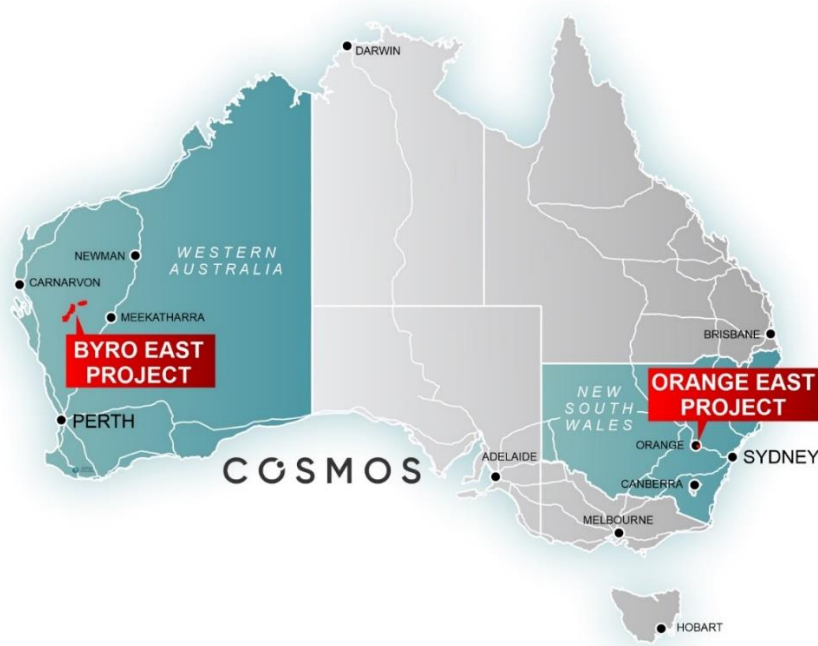 DARWIN
NEWMAN
WESTERN
AUSTRALIA
CARNARVON
MEEKATHARRA
BYRO EAST
PROJECT
BRISBANE
NEW
SOUTH
WALES
ORANGE EAST
PROJECT
PERTH
ORANGE
SYDNEY
COSMOS
ADELAIDE
CANBERRA
MELBOURNE
HOBART